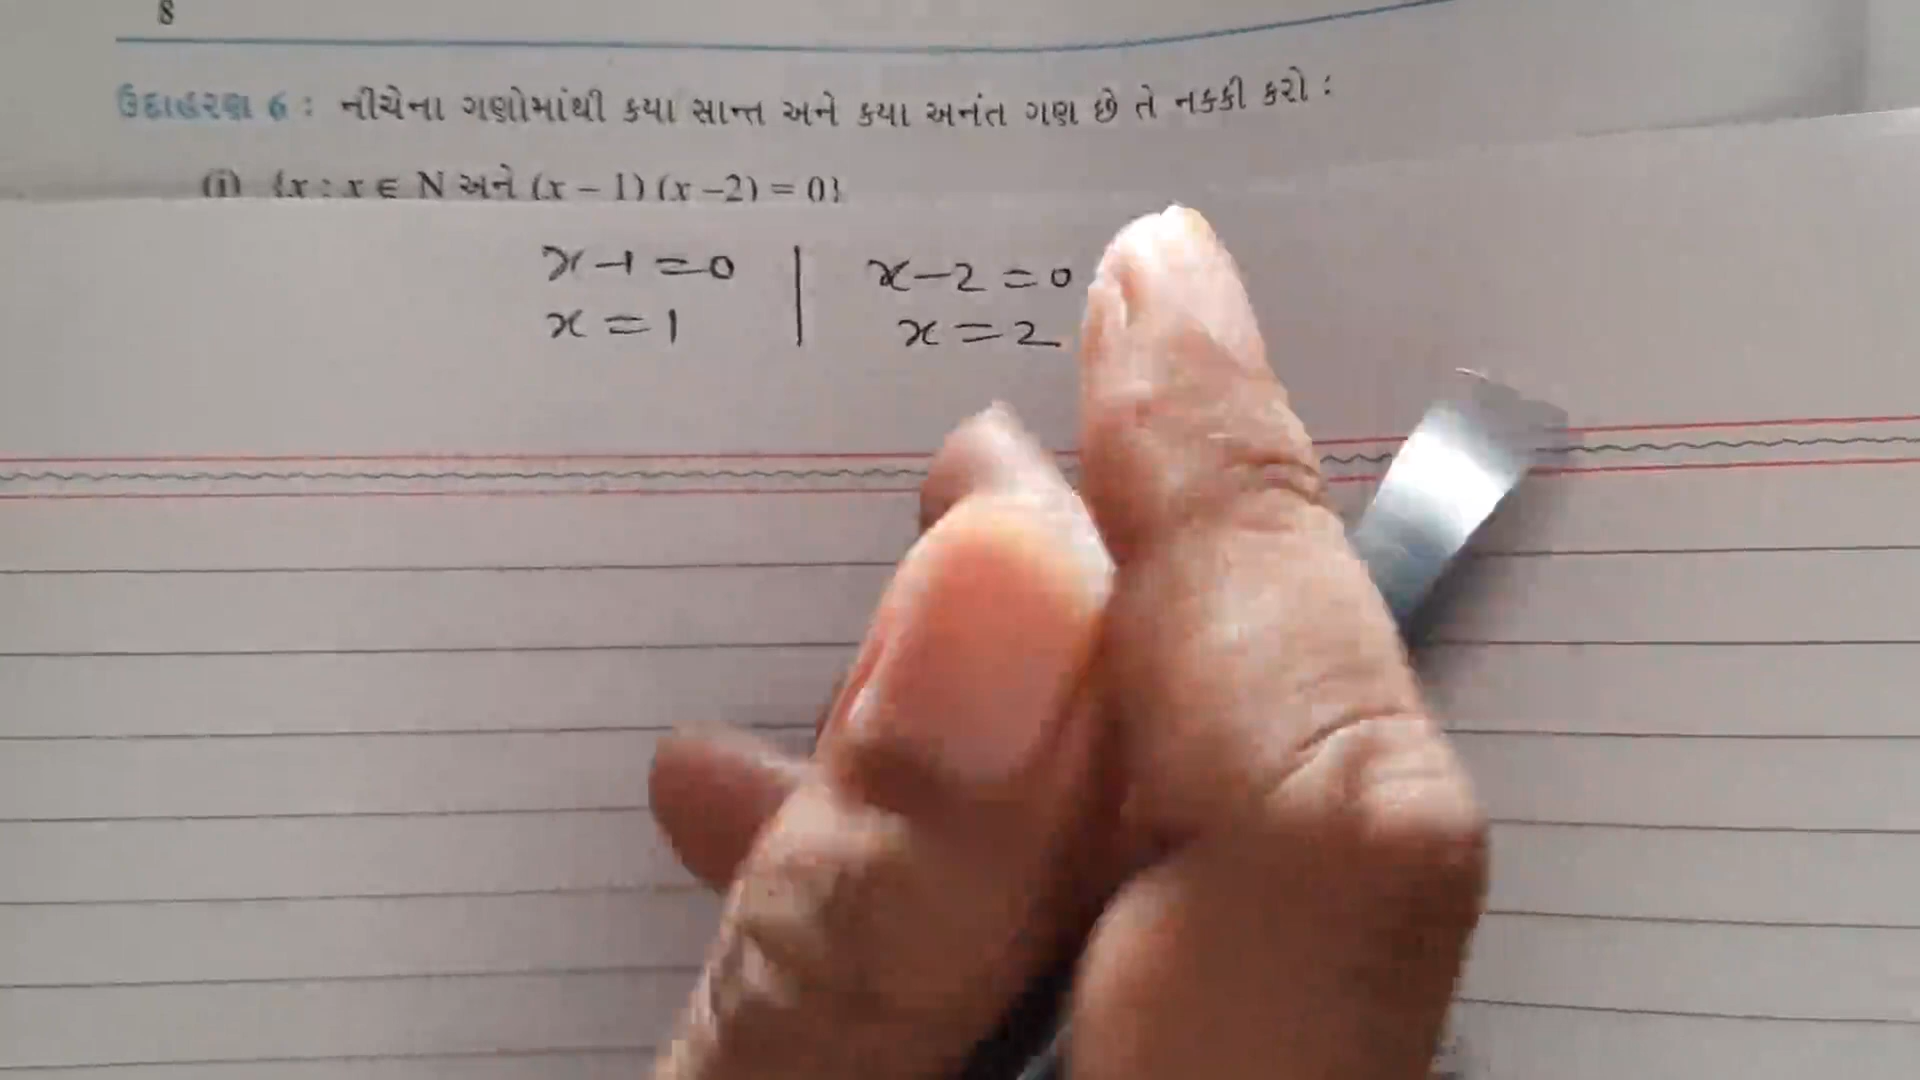 8
ઉદાહરણ 6 : નીચેના ગણોમાંથી કયા સાન્ત અને કયા અનંત ગણ છે તે નક્કી કરો :
(i) {x : x ∈ N અને (x – 1) (x –2) = 0}
x-1=0 | x-2=0
x=1 | x=2